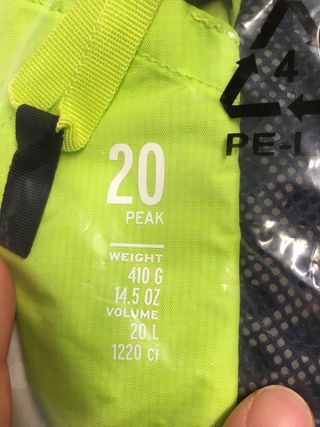 20
PEAK
WEIGHT
410 G
14.5 OZ
VOLUME
20 L
1220 ci
4
PE-L